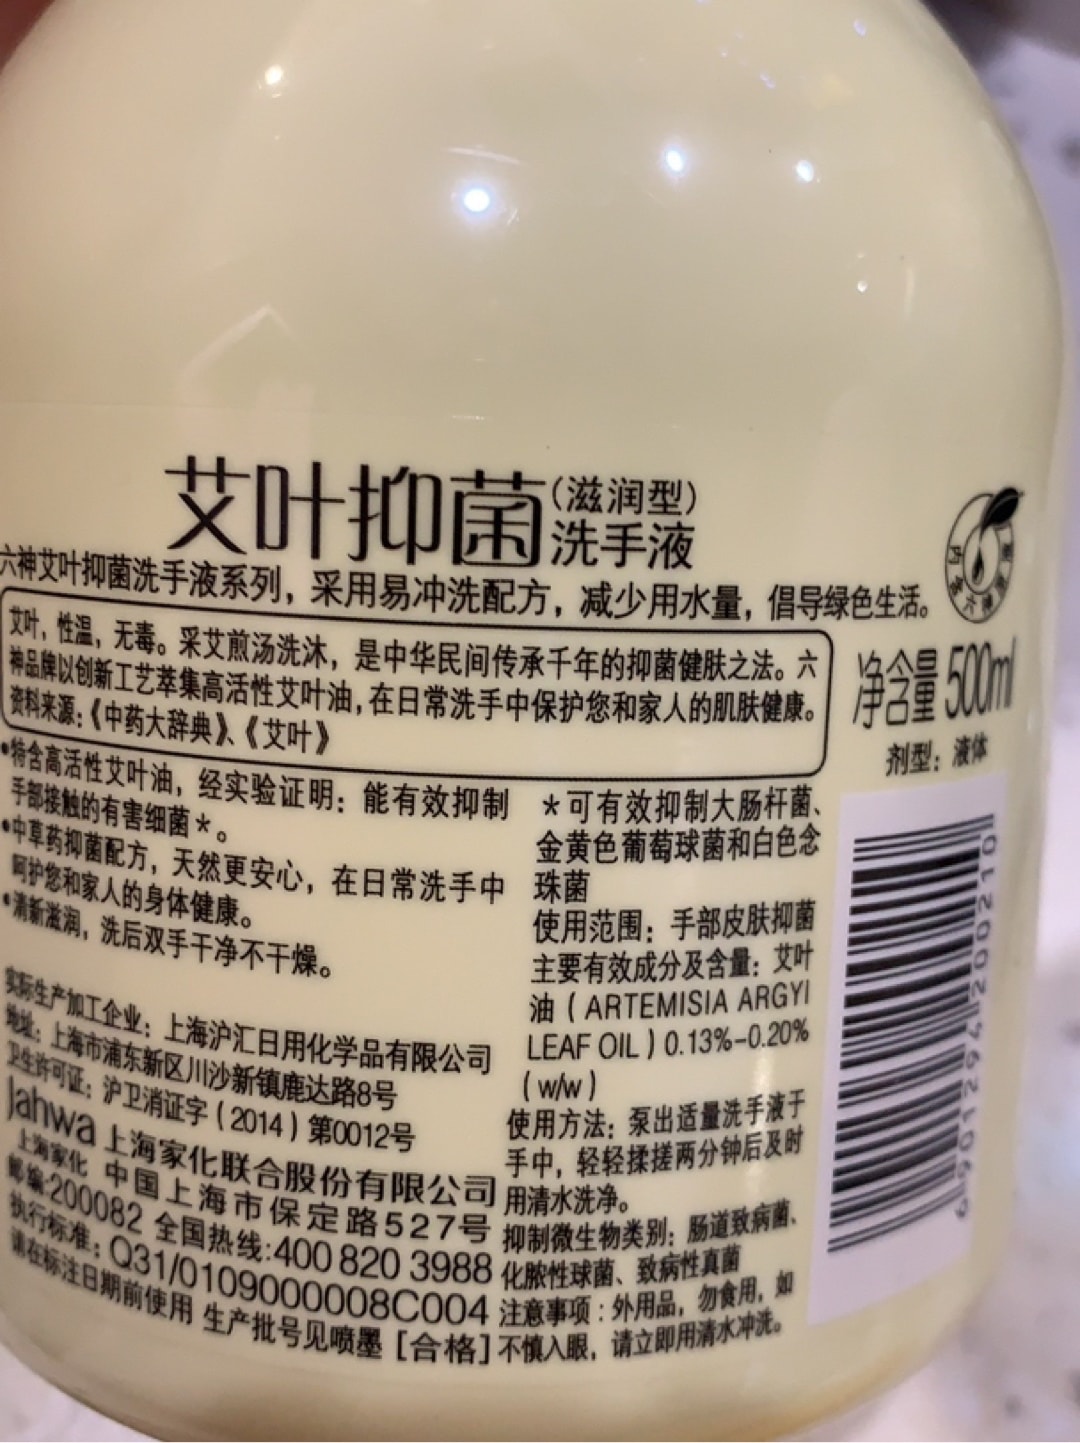 艾叶抑菌(滋润型)
洗手液
六神艾叶抑菌洗手液系列，采用易冲洗配方，减少用水量，倡导绿色生活。
艾叶，性温，无毒。采艾煎汤洗沐，是中华民间传承千年的抑菌健肤之法。六
神品牌以创新工艺萃集高活性艾叶油，在日常洗手中保护您和家人的肌肤健康。
资料来源：《中药大辞典》、《艾叶》
•特含高活性艾叶油，经实验证明：能有效抑制
手部接触的有害细菌＊。
•中草药抑菌配方，天然更安心，在日常洗手中
呵护您和家人的身体健康。
•清新滋润，洗后双手干净不干燥。
实际生产加工企业：上海沪汇日用化学品有限公司
地址：上海市浦东新区川沙新镇鹿达路8号
卫生许可证：沪卫消证字（2014）第0012号
Jahwa 上海家化联合股份有限公司
上海家化 中国上海市保定路527号
邮编:200082 全国热线:400 820 3988
执行标准：Q31/0109000008C004
请在标注日期前使用 生产批号见喷墨 [合格]
＊可有效抑制大肠杆菌、
金黄色葡萄球菌和白色念
珠菌
使用范围：手部皮肤抑菌
主要有效成分及含量：艾叶
油（ARTEMISIA ARGYI
LEAF OIL）0.13%-0.20%
（w/w）
使用方法：泵出适量洗手液于
手中，轻轻揉搓两分钟后及时
用清水洗净。
抑制微生物类别：肠道致病菌、
化脓性球菌、致病性真菌
注意事项：外用品，勿食用，如
不慎入眼，请立即用清水冲洗。
净含量 500ml
剂型：液体
6901294200210